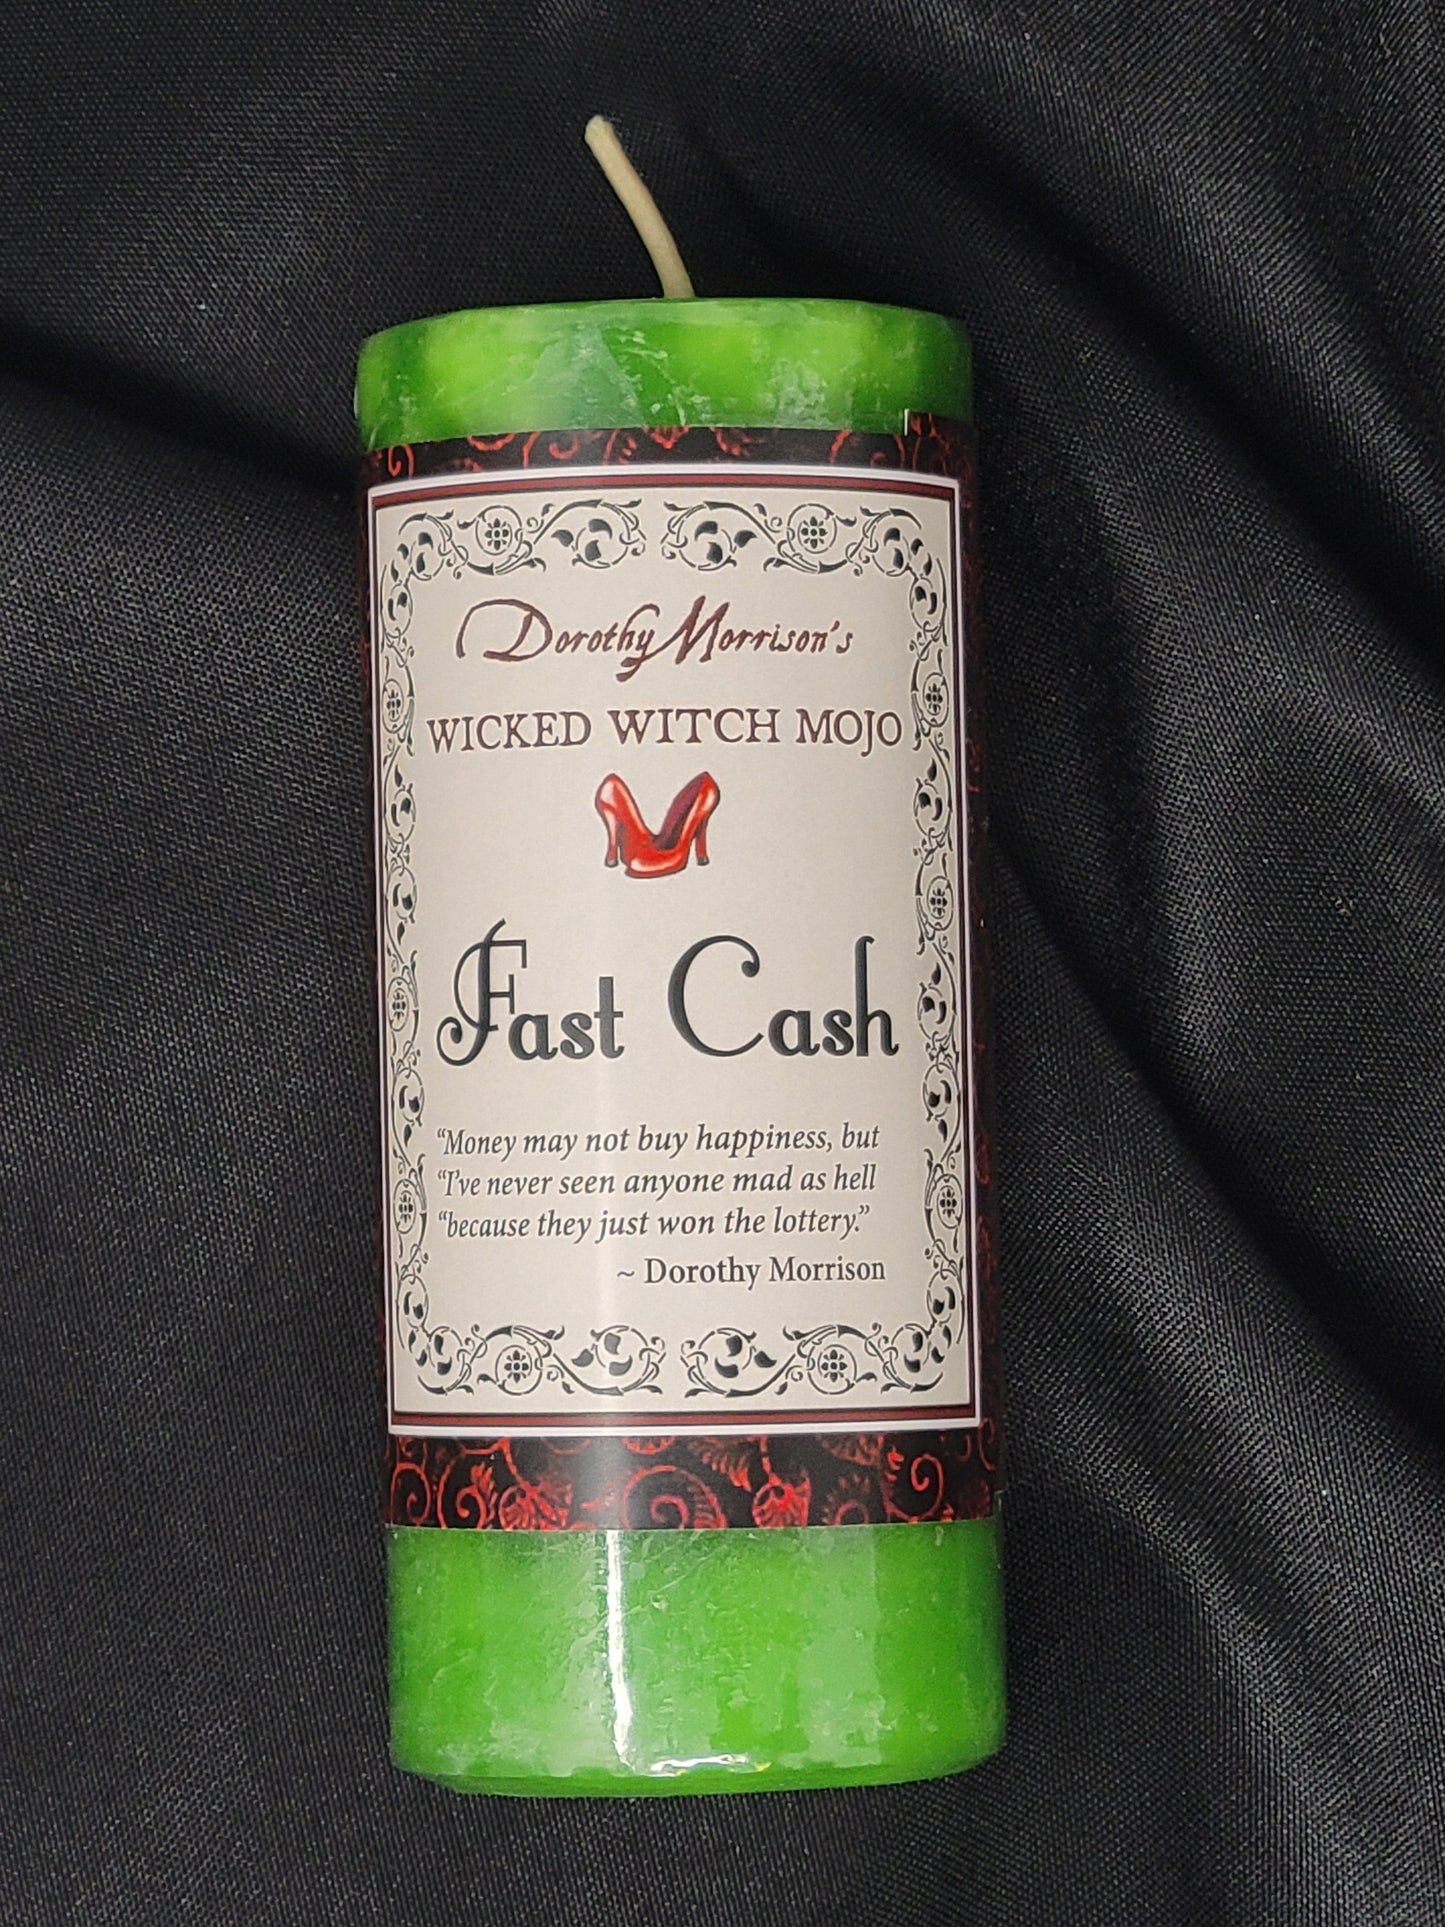 Dorothy Morrison's
WICKED WITCH MOJO
Fast Cash
“Money may not buy happiness, but
“I’ve never seen anyone mad as hell
“because they just won the lottery.”
~ Dorothy Morrison